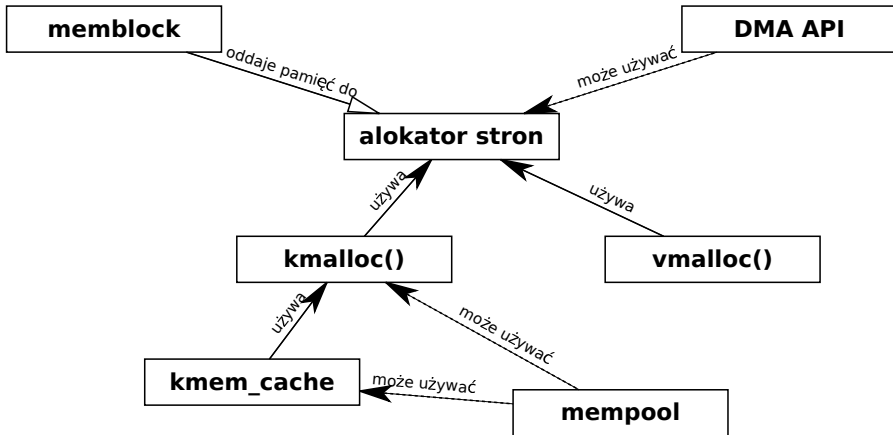 memblock
DMA API
oddaje pamięć do
może używać
alokator stron
używa
używa
kmalloc()
vmalloc()
używa
może używać
kmem_cache
może używać
mempool